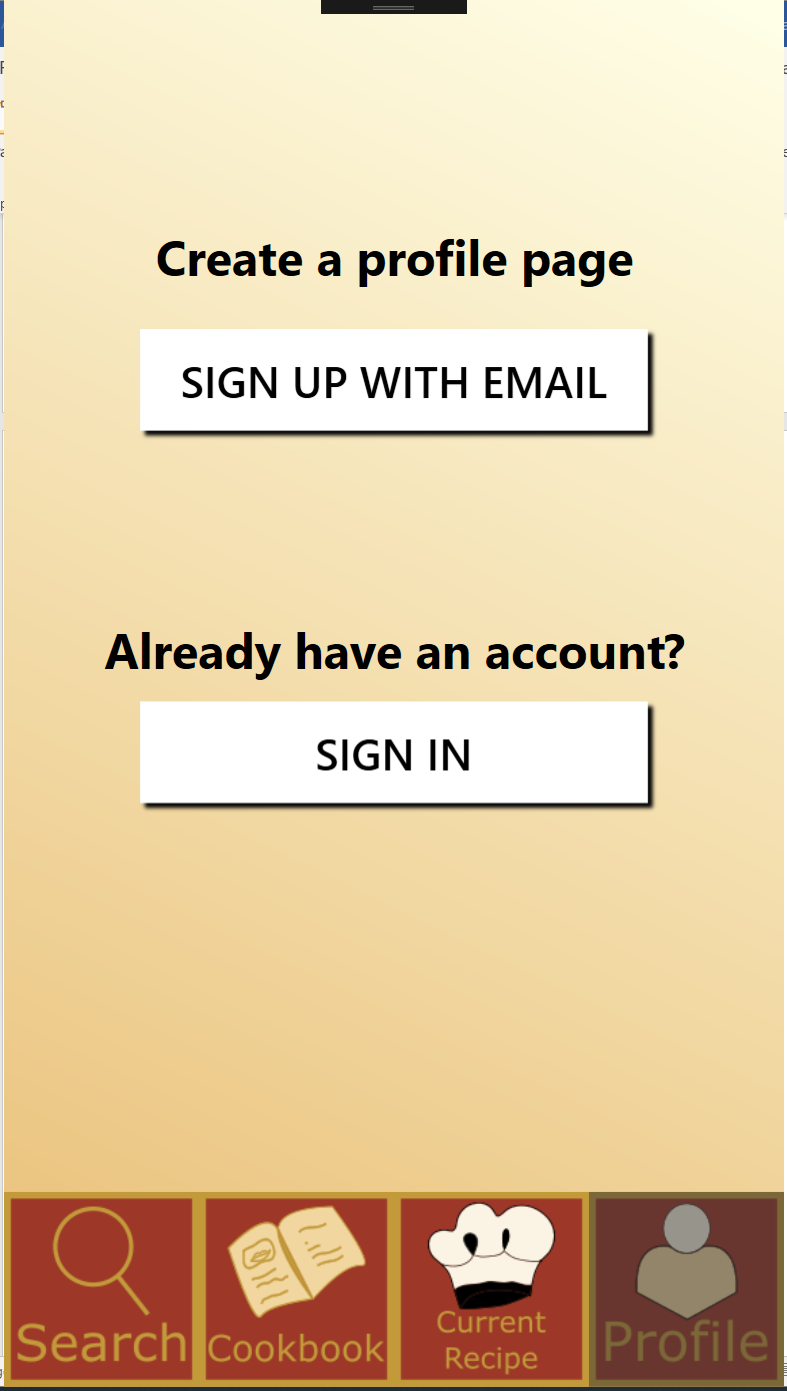 Create a profile page
SIGN UP WITH EMAIL
Already have an account?
SIGN IN
Search
Cookbook
Current
Recipe
Profile